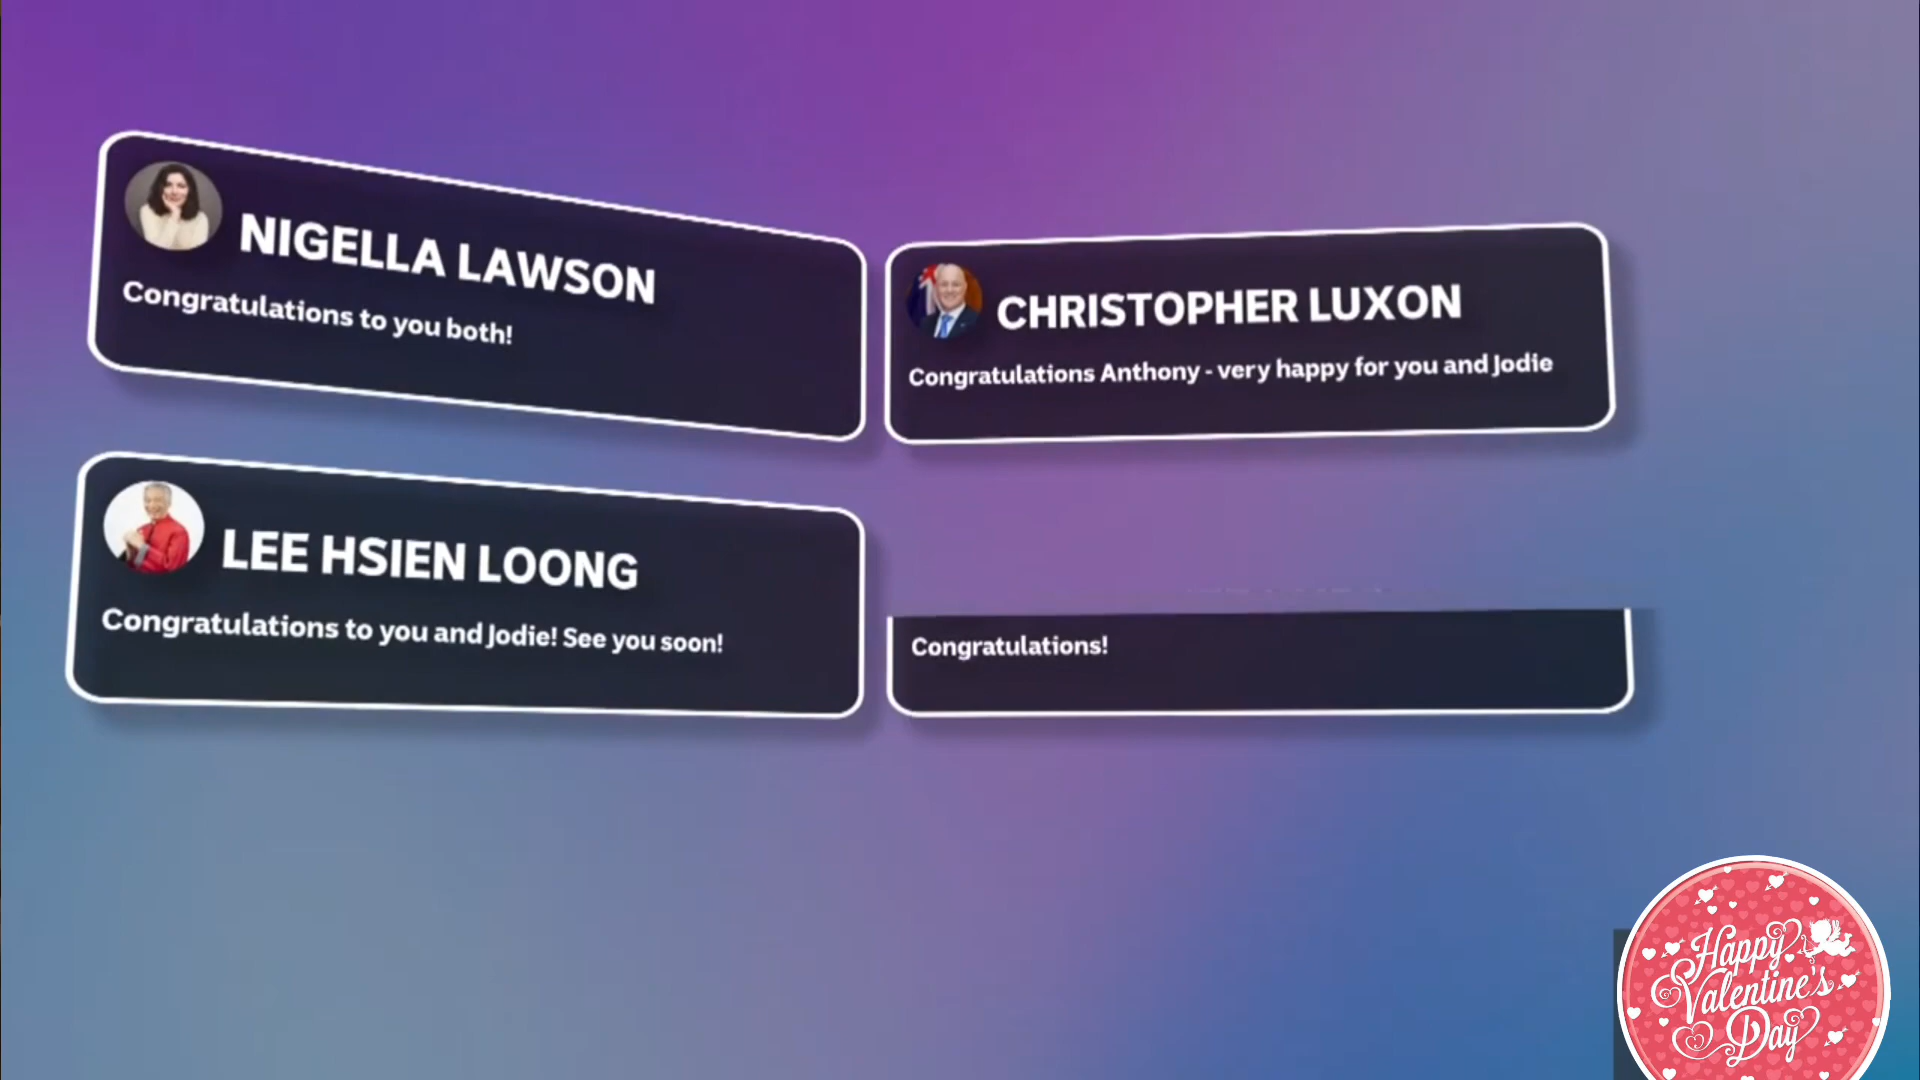 NIGELLA LAWSON
Congratulations to you both!
CHRISTOPHER LUXON
Congratulations Anthony - very happy for you and Jodie
LEE HSIEN LOONG
Congratulations to you and Jodie! See you soon!
Congratulations!
Happy
Valentine's
Day